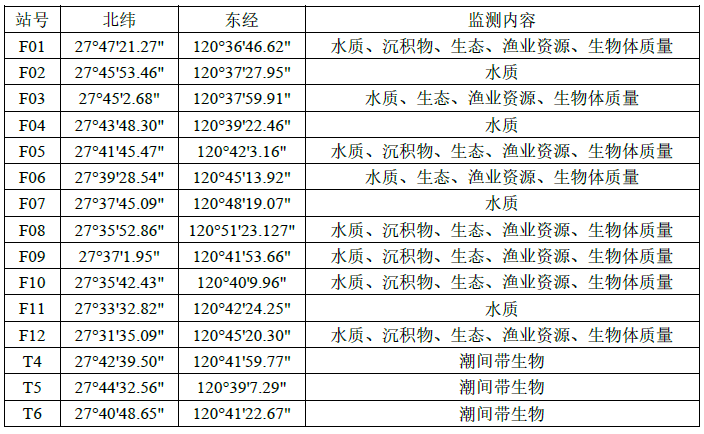 站号 北纬 东经 监测内容
F01 27°47'21.27" 120°36'46.62" 水质、沉积物、生态、渔业资源、生物体质量
F02 27°45'53.46" 120°37'27.95" 水质
F03 27°45'2.68" 120°37'59.91" 水质、生态、渔业资源、生物体质量
F04 27°43'48.30" 120°39'22.46" 水质
F05 27°41'45.47" 120°42'3.16" 水质、沉积物、生态、渔业资源、生物体质量
F06 27°39'28.54" 120°45'13.92" 水质、生态、渔业资源、生物体质量
F07 27°37'45.09" 120°48'19.07" 水质
F08 27°35'52.86" 120°51'23.127" 水质、沉积物、生态、渔业资源、生物体质量
F09 27°37'1.95" 120°41'53.66" 水质、沉积物、生态、渔业资源、生物体质量
F10 27°35'42.43" 120°40'9.96" 水质、沉积物、生态、渔业资源、生物体质量
F11 27°33'32.82" 120°42'24.25" 水质
F12 27°31'35.09" 120°45'20.30" 水质、沉积物、生态、渔业资源、生物体质量
T4 27°42'39.50" 120°41'59.77" 潮间带生物
T5 27°44'32.56" 120°39'7.29" 潮间带生物
T6 27°40'48.65" 120°41'22.67" 潮间带生物